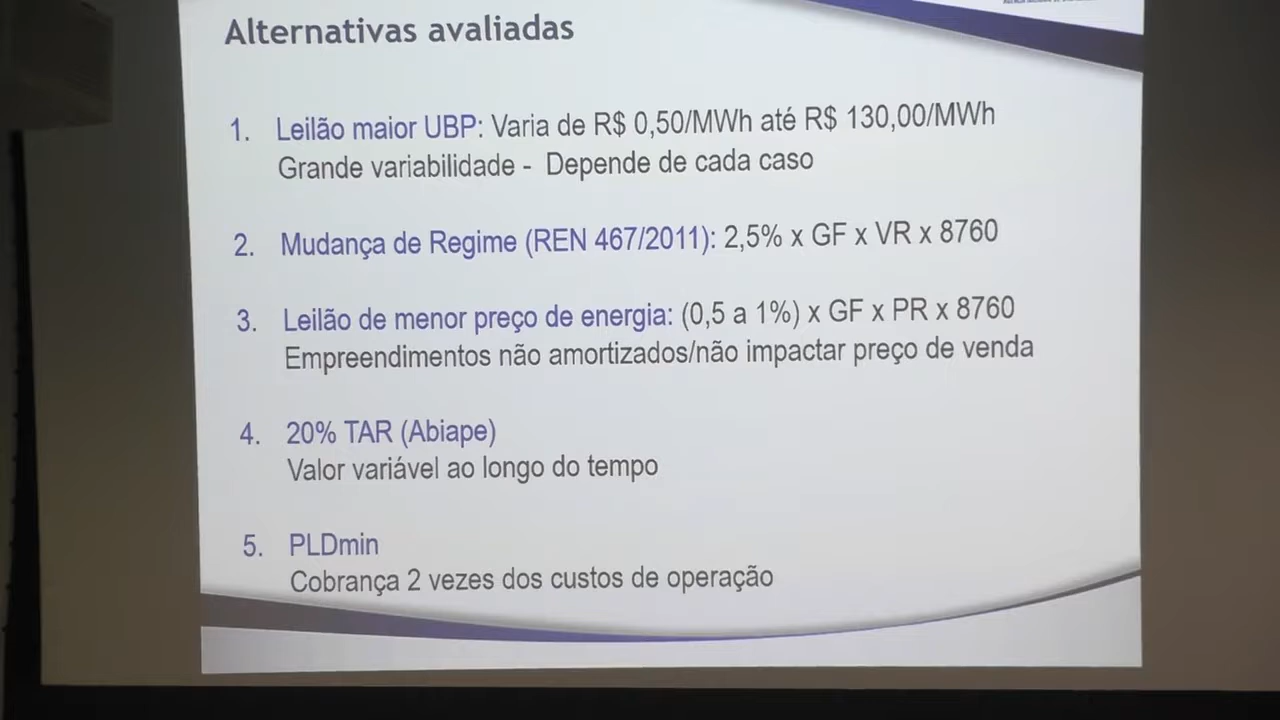 Alternativas avaliadas
1. Leilão maior UBP: Varia de R$ 0,50/MWh até R$ 130,00/MWh
Grande variabilidade - Depende de cada caso
2. Mudança de Regime (REN 467/2011): 2,5% x GF x VR x 8760
3. Leilão de menor preço de energia: (0,5 a 1%) x GF x PR x 8760
Empreendimentos não amortizados/não impactar preço de venda
4. 20% TAR (Abiape)
Valor variável ao longo do tempo
5. PLDmin
Cobrança 2 vezes dos custos de operação